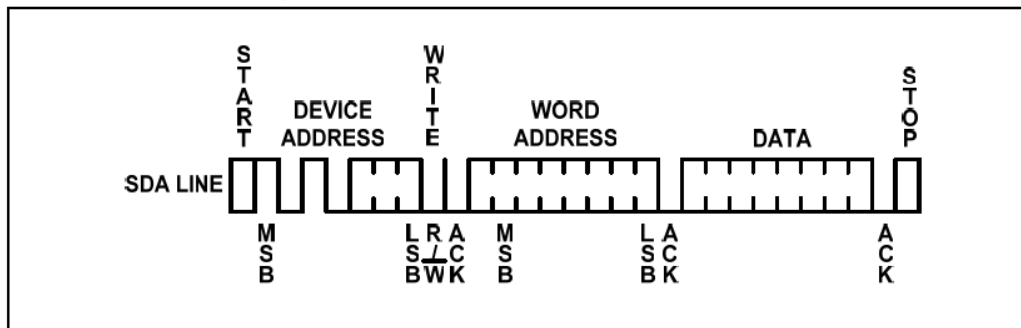 START
WRITE
STOP
DEVICE
ADDRESS
WORD
ADDRESS
DATA
SDA LINE
MSB
LSB
R/W
ACK
MSB
LSB
ACK
ACK